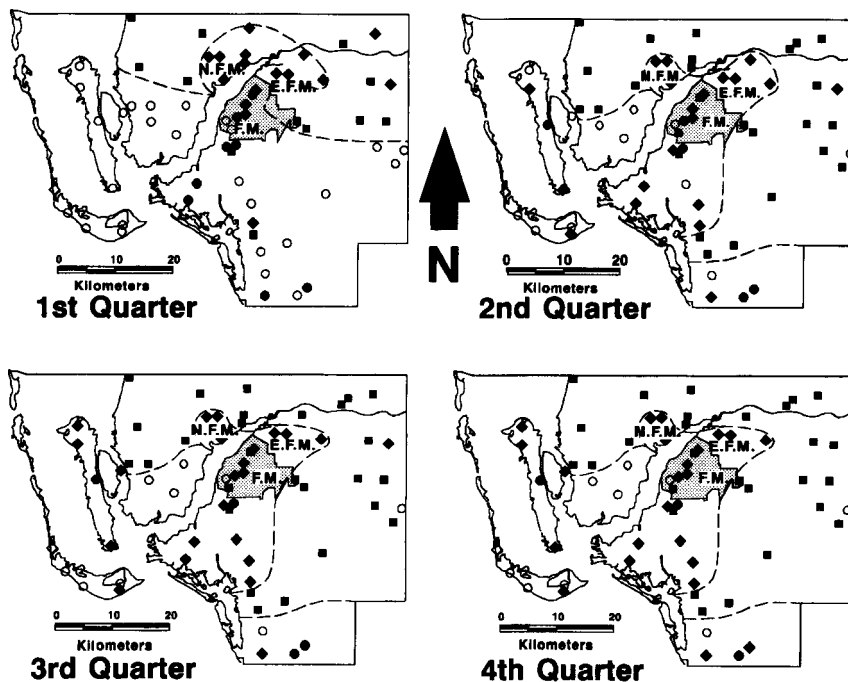 N.F.M.
E.F.M.
F.M.
0 10 20
Kilometers
1st Quarter
N.F.M.
E.F.M.
F.M.
0 10 20
Kilometers
2nd Quarter
N
N.F.M.
E.F.M.
F.M.
0 10 20
Kilometers
3rd Quarter
N.F.M.
E.F.M.
F.M.
0 10 20
Kilometers
4th Quarter